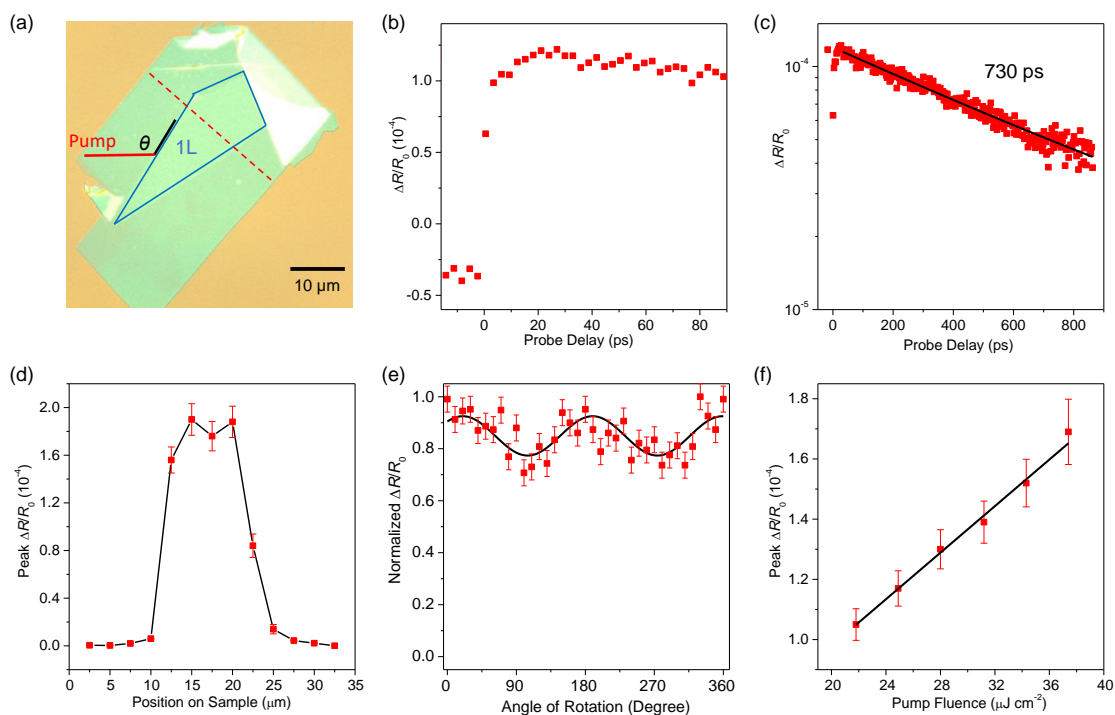 (a)
Pump
θ
1L
10 µm
(b)
1.0
0.5
0.0
-0.5
ΔR/R0 (10-4)
0 20 40 60 80
Probe Delay (ps)
(c)
730 ps
10-4
10-5
ΔR/R0
0 200 400 600 800
Probe Delay (ps)
(d)
2.0
1.6
1.2
0.8
0.4
0.0
Peak ΔR/R0 (10-4)
0 5 10 15 20 25 30 35
Position on Sample (µm)
(e)
1.0
0.8
0.6
0.4
0.2
0.0
Normalized ΔR/R0
0 90 180 270 360
Angle of Rotation (Degree)
(f)
1.8
1.6
1.4
1.2
1.0
Peak ΔR/R0 (10-4)
20 24 28 32 36 40
Pump Fluence (µJ cm-2)